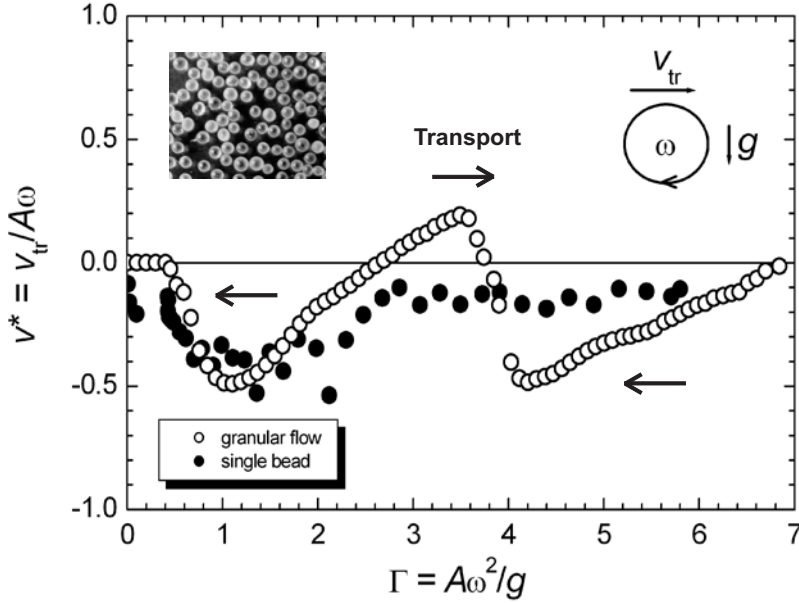 1.0
0.5
0.0
-0.5
-1.0
v* = v_tr/Aω
Transport
V_tr
ω
g
granular flow
single bead
0 1 2 3 4 5 6 7
Γ = Aω²/g